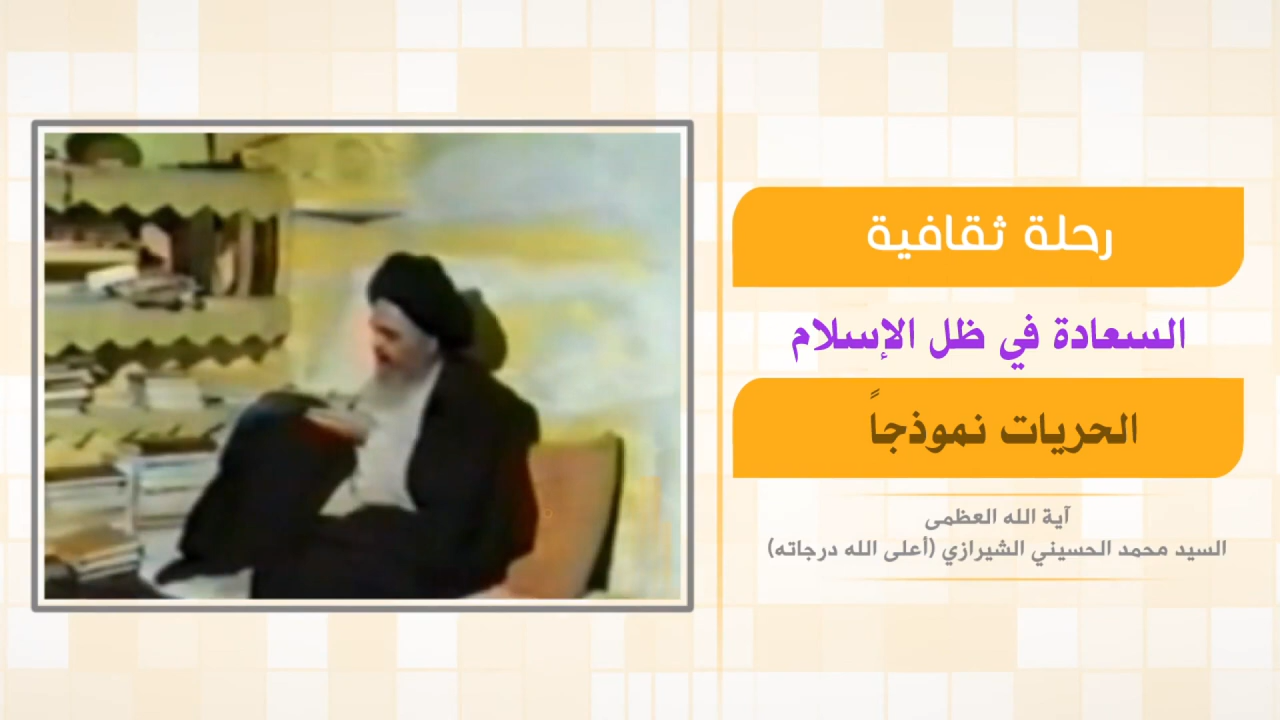 رحلة ثقافية
السعادة في ظل الإسلام
الحريات نموذجاً
آية الله العظمى
السيد محمد الحسيني الشيرازي (أعلى الله درجاته)